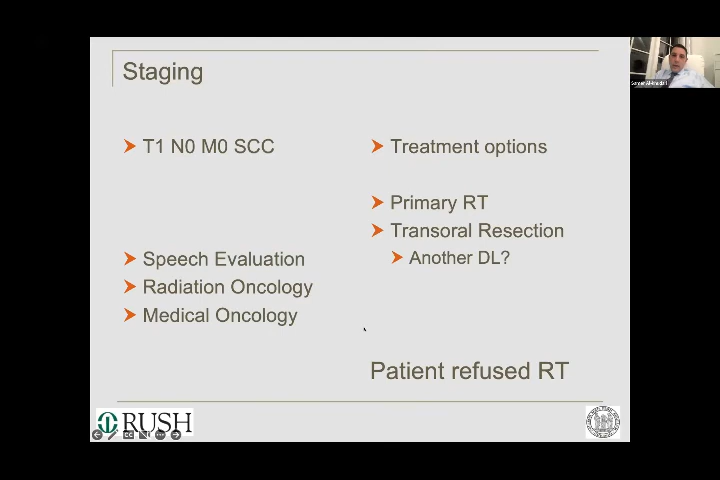 Staging
T1 N0 M0 SCC
Speech Evaluation
Radiation Oncology
Medical Oncology
Treatment options
Primary RT
Transoral Resection
Another DL?
Patient refused RT
RUSH